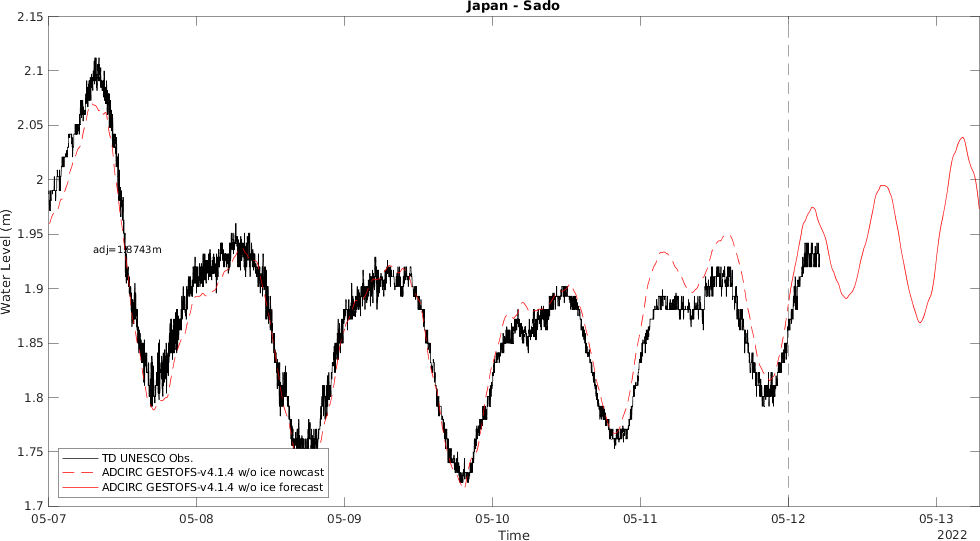 Japan - Sado
2.15
2.1
2.05
2
1.95
1.9
1.85
1.8
1.75
1.7
Water Level (m)
adj=1.8743m
TD UNESCO Obs.
ADCIRC GESTOFS-v4.1.4 w/o ice nowcast
ADCIRC GESTOFS-v4.1.4 w/o ice forecast
05-07 05-08 05-09 05-10 05-11 05-12 05-13
Time
2022